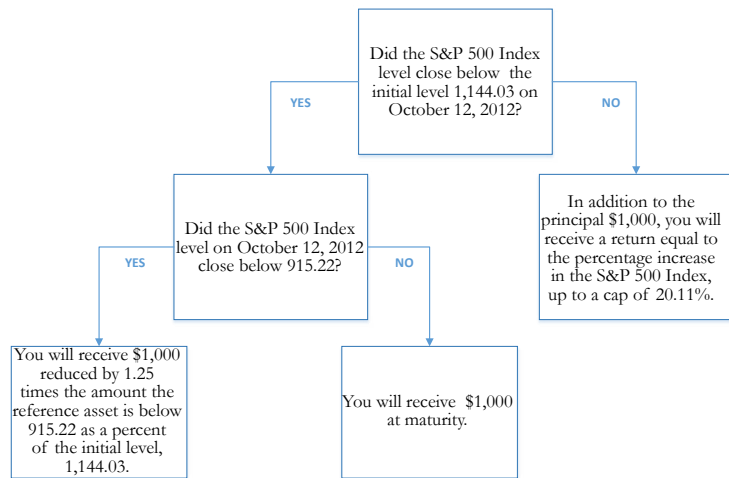 Did the S&P 500 Index
level close below the
initial level 1,144.03 on
October 12, 2012?
YES
NO
Did the S&P 500 Index
level on October 12, 2012
close below 915.22?
In addition to the
principal $1,000, you will
receive a return equal to
the percentage increase
in the S&P 500 Index,
up to a cap of 20.11%.
YES
NO
You will receive $1,000
reduced by 1.25
times the amount the
reference asset is below
915.22 as a percent
of the initial level,
1,144.03.
You will receive $1,000
at maturity.